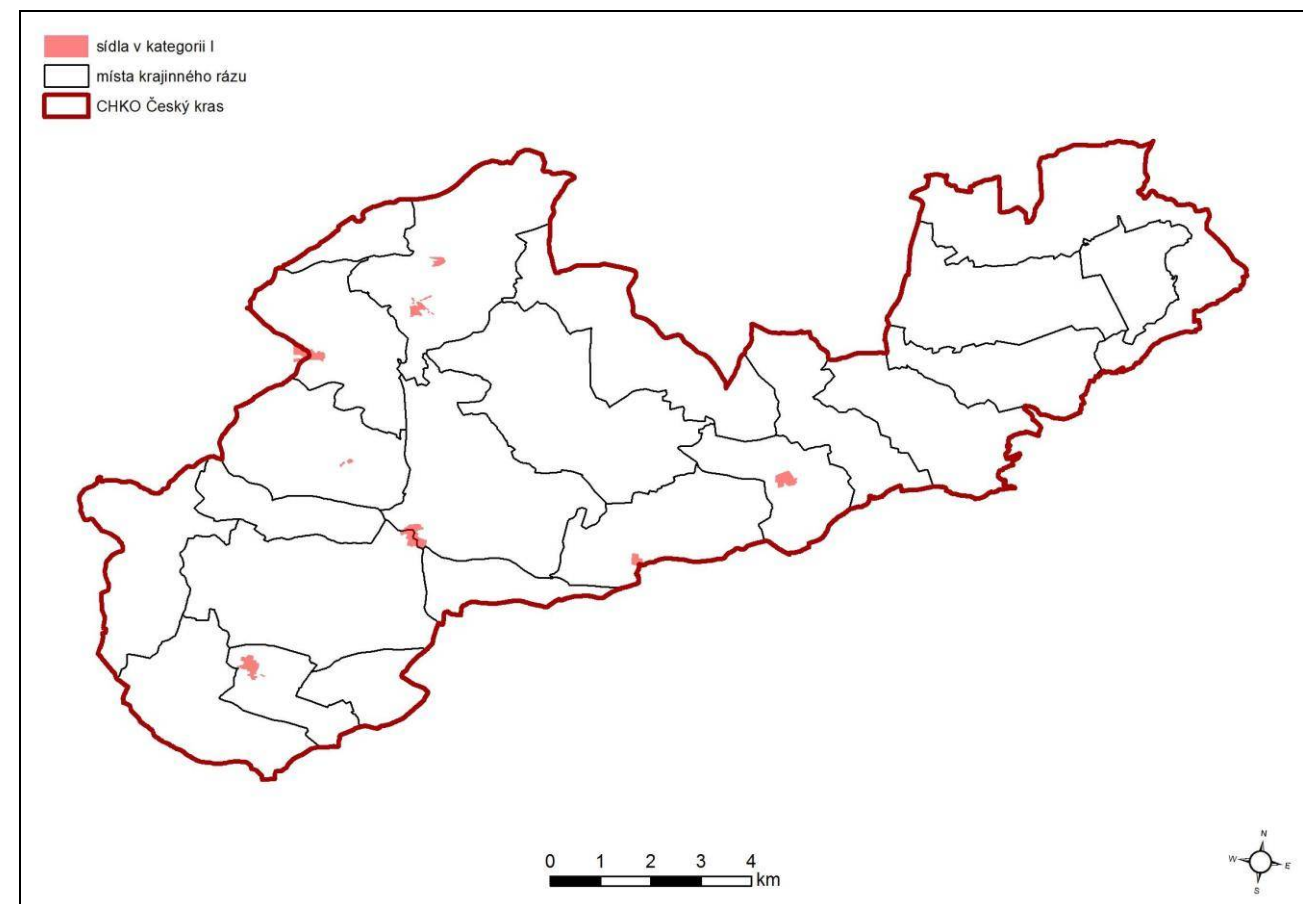 sídla v kategorii I
místa krajinného rázu
CHKO Český kras
0 1 2 3 4
km
N
W E
S